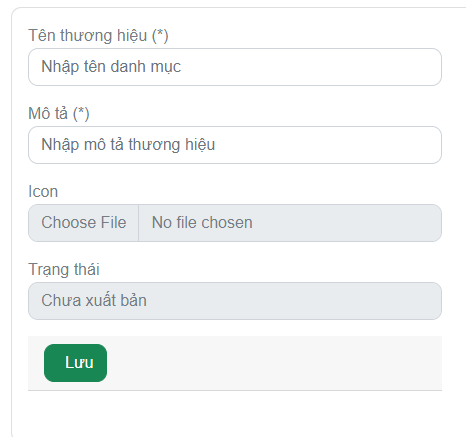 Tên thương hiệu (*)
Nhập tên danh mục
Mô tả (*)
Nhập mô tả thương hiệu
Icon
Choose File No file chosen
Trạng thái
Chưa xuất bản
Lưu